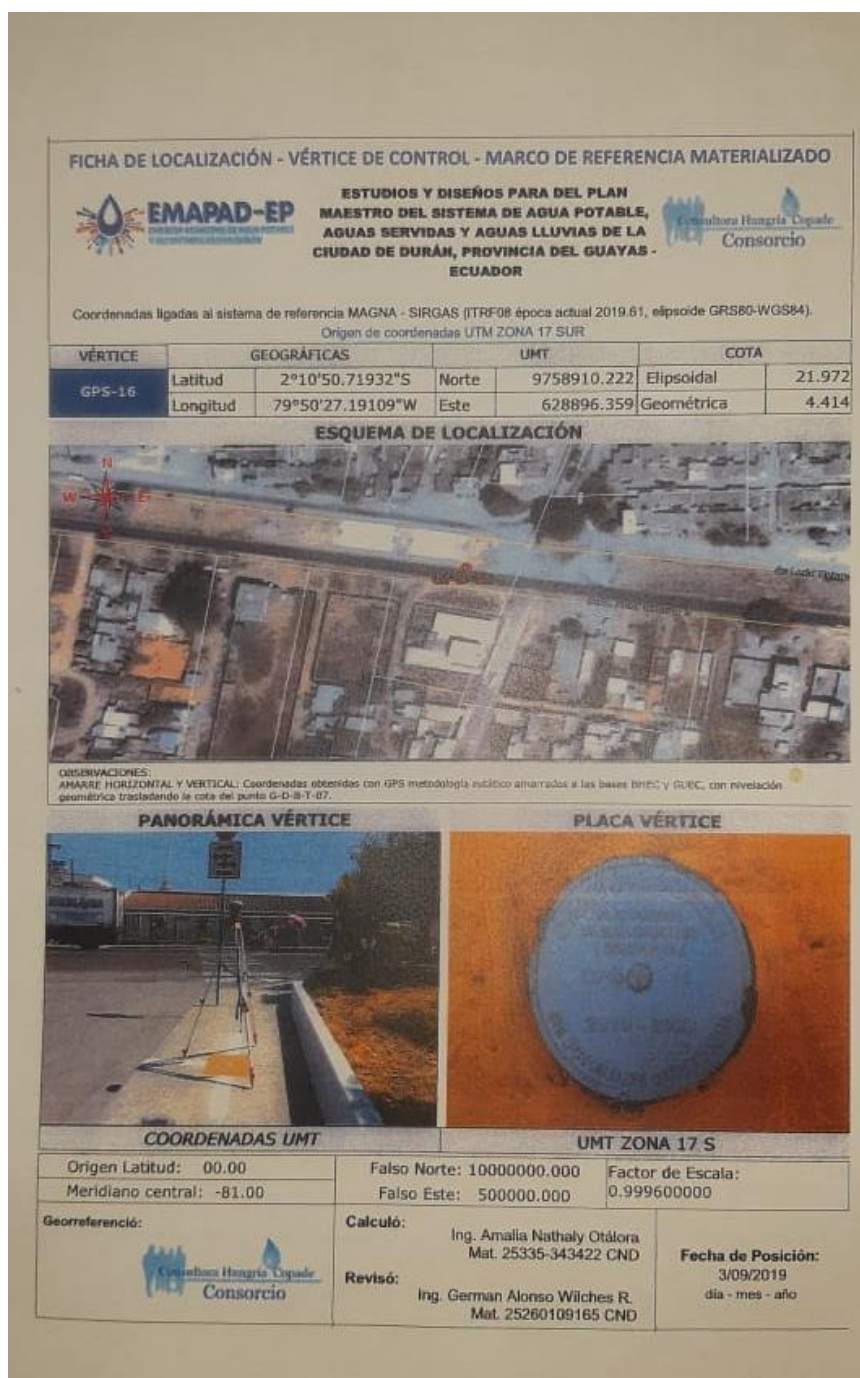 FICHA DE LOCALIZACIÓN - VÉRTICE DE CONTROL - MARCO DE REFERENCIA MATERIALIZADO
EMAPAD-EP
ESTUDIOS Y DISEÑOS PARA DEL PLAN
MAESTRO DEL SISTEMA DE AGUA POTABLE,
AGUAS SERVIDAS Y AGUAS LLUVIAS DE LA
CIUDAD DE DURÁN, PROVINCIA DEL GUAYAS -
ECUADOR
Consultora Hungria Copade
Consorcio
Coordenadas ligadas al sistema de referencia MAGNA - SIRGAS (ITRF08 época actual 2019.61, elipsoide GRS80-WGS84).
Origen de coordenadas UTM ZONA 17 SUR
VÉRTICE GEOGRÁFICAS UMT COTA
GPS-16
Latitud 2°10'50.71932"S Norte 9758910.222 Elipsoidal 21.972
Longitud 79°50'27.19109"W Este 628896.359 Geométrica 4.414
ESQUEMA DE LOCALIZACIÓN
N
W E
OBSERVACIONES:
AMARRE HORIZONTAL Y VERTICAL: Coordenadas obtenidas con GPS metodología estático amarrados a las bases BHEC y GUEC, con nivelación
geométrica trasladando la cota del punto G-D-B-T-07.
PANORÁMICA VÉRTICE PLACA VÉRTICE
COORDENADAS UMT UMT ZONA 17 S
Origen Latitud: 00.00 Falso Norte: 10000000.000 Factor de Escala:
Meridiano central: -81.00 Falso Este: 500000.000 0.999600000
Georreferenció:
Consultora Hungria Copade
Consorcio
Calculó:
Ing. Amalia Nathaly Otálora
Mat. 25335-343422 CND
Revisó:
Ing. German Alonso Wilches R.
Mat. 25260109165 CND
Fecha de Posición:
3/09/2019
día - mes - año